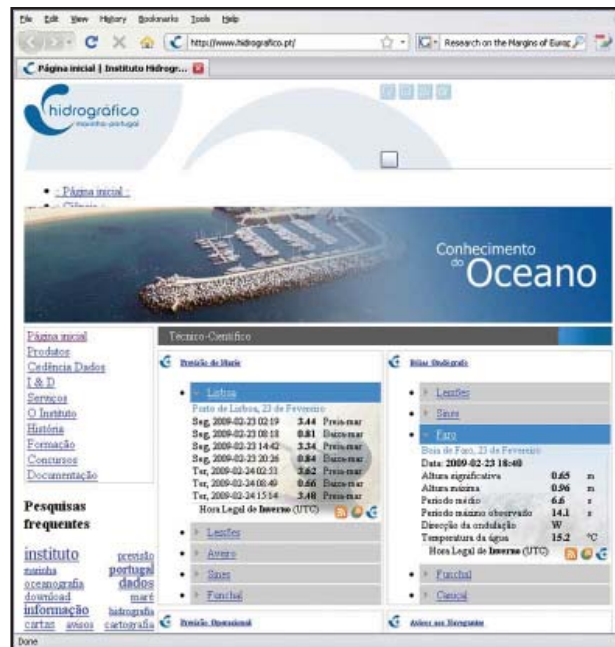 File Edit View History Bookmarks Tools Help
http://www.hidrografico.pt/
Research on the Margins of Europ
Página inicial | Instituto Hidrogr...
hidrográfico
marinha-portugal
:: Página inicial ::
:: Ciência ::
Conhecimento
do Oceano
Página inicial
Produtos
Cedência Dados
I & D
Serviços
O Instituto
História
Formação
Concursos
Documentação
Pesquisas
frequentes
instituto previsto
marinha portugal
oceanografia dados
download maré
informação hidrografia
cartas avisos cartografia
Técnico-Científico
Previsão de Marés
Lisboa
Porto de Lisboa, 23 de Fevereiro
Seg, 2009-02-23 02:19 3.44 Preia-mar
Seg, 2009-02-23 08:18 0.81 Baixa-mar
Seg, 2009-02-23 14:42 3.34 Preia-mar
Seg, 2009-02-23 20:26 0.84 Baixa-mar
Ter, 2009-02-24 02:53 3.62 Preia-mar
Ter, 2009-02-24 08:49 0.66 Baixa-mar
Ter, 2009-02-24 15:14 3.48 Preia-mar
Hora Legal de Inverno (UTC)
Leixões
Aveiro
Sines
Funchal
Previsão Operacional
Bóias Ondógrafo
Leixões
Sines
Faro
Boia de Faro, 23 de Fevereiro
Data: 2009-02-23 18:40
Altura significativa 0.65 m
Altura máxima 0.96 m
Período médio 6.6 s
Período máximo observado 14.1 s
Direcção da ondulação W
Temperatura da água 15.2 ºC
Hora Legal de Inverno (UTC)
Funchal
Caniçal
Avisos aos Navegantes
Done